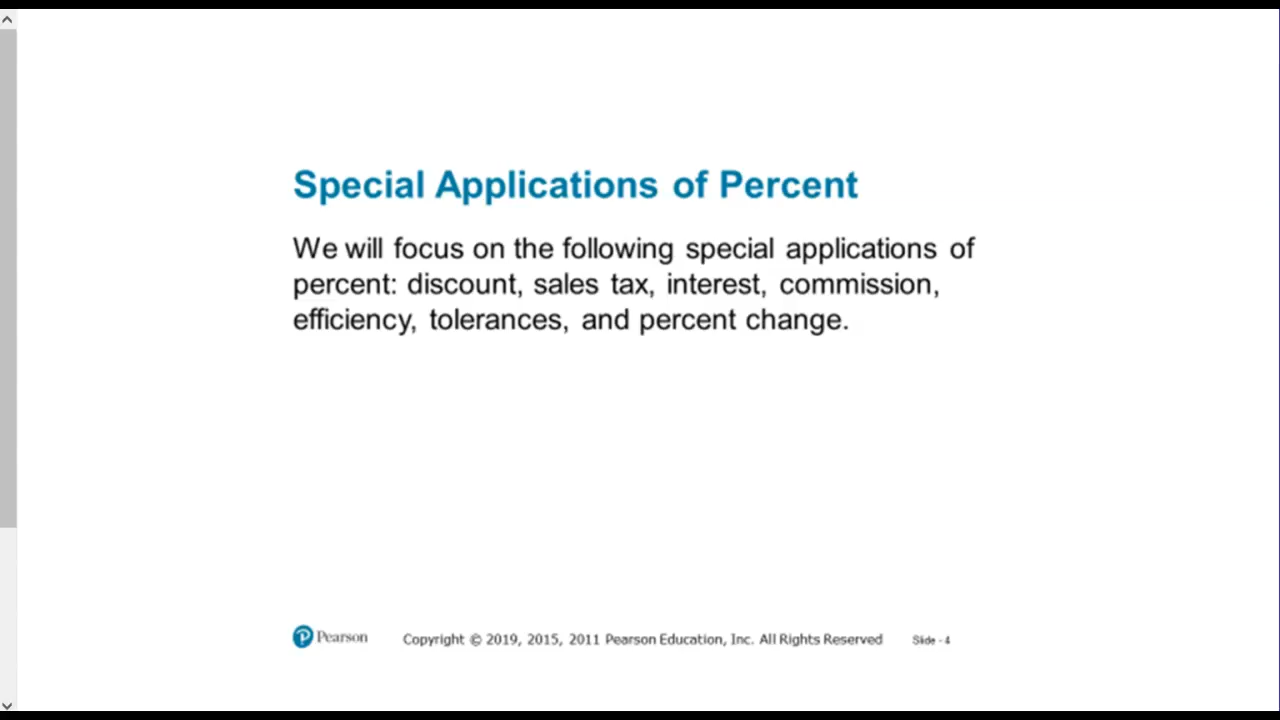 Special Applications of Percent
We will focus on the following special applications of
percent: discount, sales tax, interest, commission,
efficiency, tolerances, and percent change.
Pearson Copyright © 2019, 2015, 2011 Pearson Education, Inc. All Rights Reserved Slide - 4